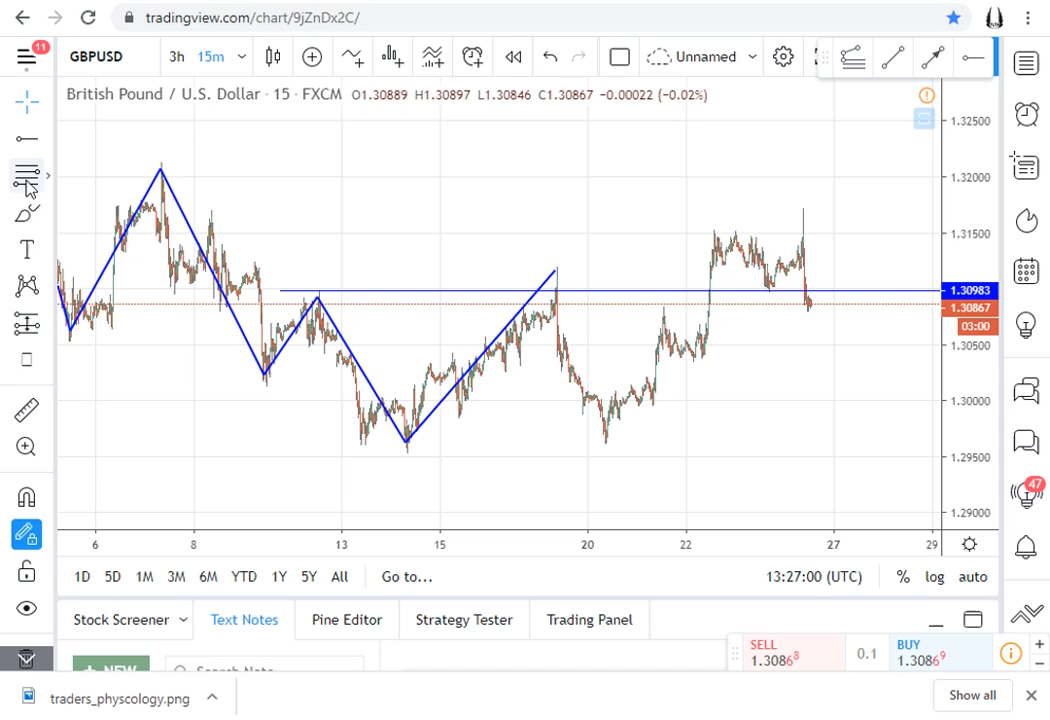 tradingview.com/chart/9jZnDx2C/
11
GBPUSD 3h 15m Unnamed
British Pound / U.S. Dollar · 15 · FXCM O1.30889 H1.30897 L1.30846 C1.30867 −0.00022 (−0.02%)
1.32500
1.32000
1.31500
1.30983
1.30867
03:00
1.30500
1.30000
1.29500
1.29000
47
6 8 13 15 20 22 27 29
1D 5D 1M 3M 6M YTD 1Y 5Y All Go to... 13:27:00 (UTC) % log auto
Stock Screener Text Notes Pine Editor Strategy Tester Trading Panel
SELL
1.30868
0.1
BUY
1.30869
+ NEW Search Note
traders_physcology.png Show all